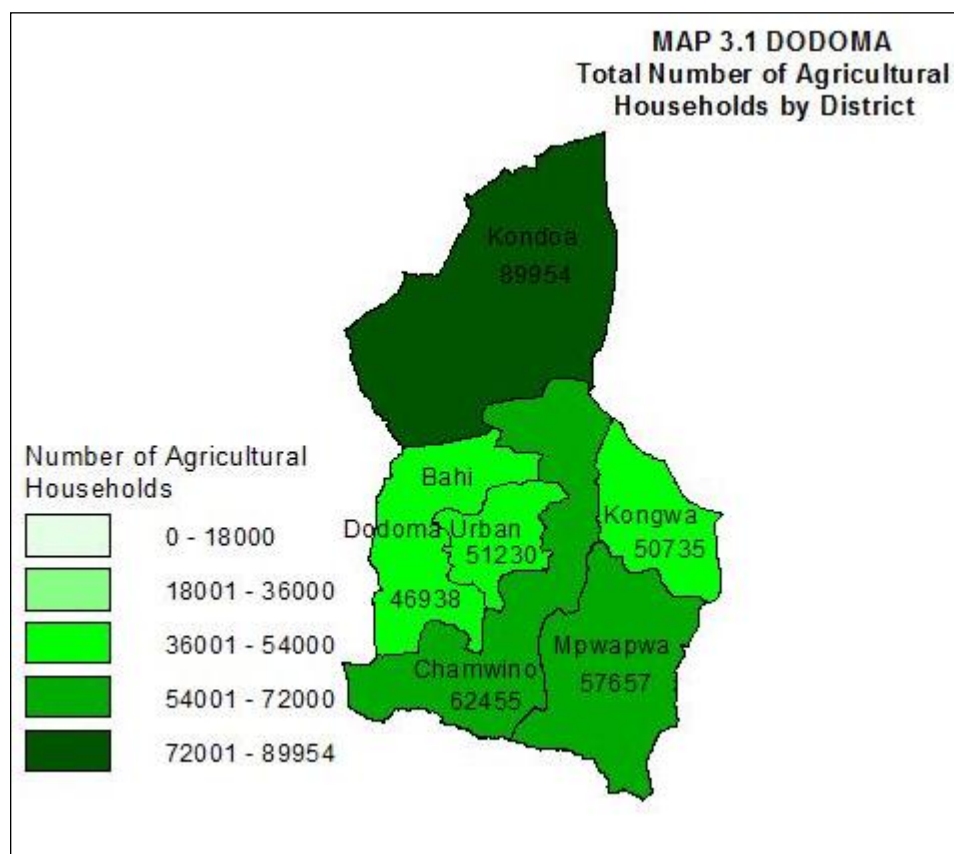 MAP 3.1 DODOMA
Total Number of Agricultural
Households by District
Kondoa
89954
Bahi
Dodoma Urban
51230
46938
Kongwa
50735
Chamwino
62455
Mpwapwa
57657
Number of Agricultural
Households
0 - 18000
18001 - 36000
36001 - 54000
54001 - 72000
72001 - 89954